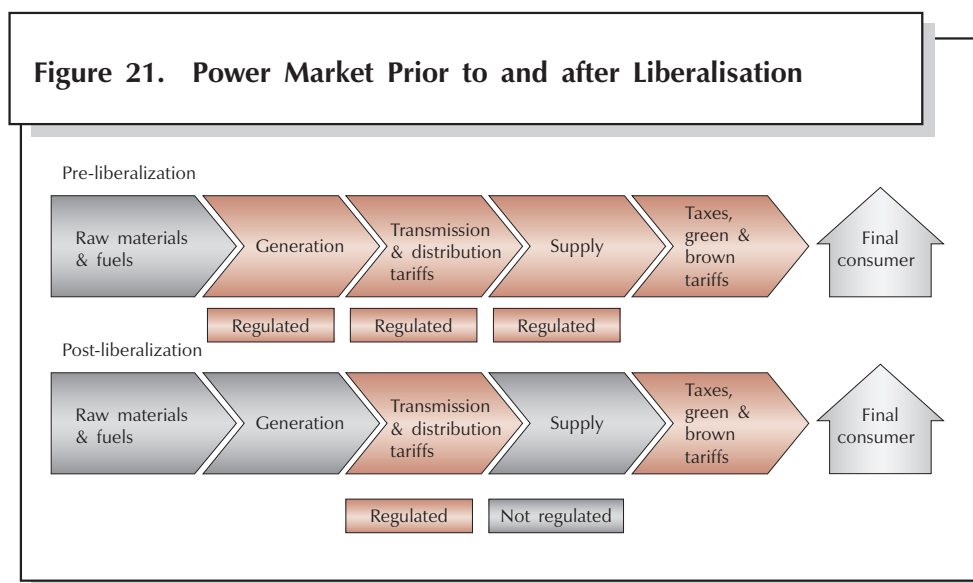 Figure 21. Power Market Prior to and after Liberalisation
Pre-liberalization
Raw materials
& fuels
Generation
Transmission
& distribution
tariffs
Supply
Taxes,
green &
brown
tariffs
Final
consumer
Regulated
Regulated
Regulated
Post-liberalization
Raw materials
& fuels
Generation
Transmission
& distribution
tariffs
Supply
Taxes,
green &
brown
tariffs
Final
consumer
Regulated
Not regulated